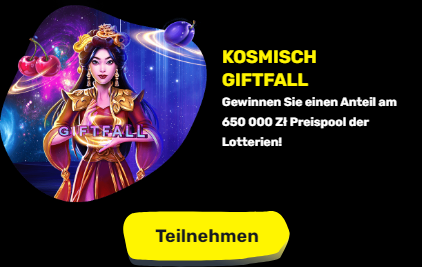 KOSMISCH
GIFTFALL
Gewinnen Sie einen Anteil am
650 000 Zł Preispool der
Lotterien!
GIFTFALL
Teilnehmen